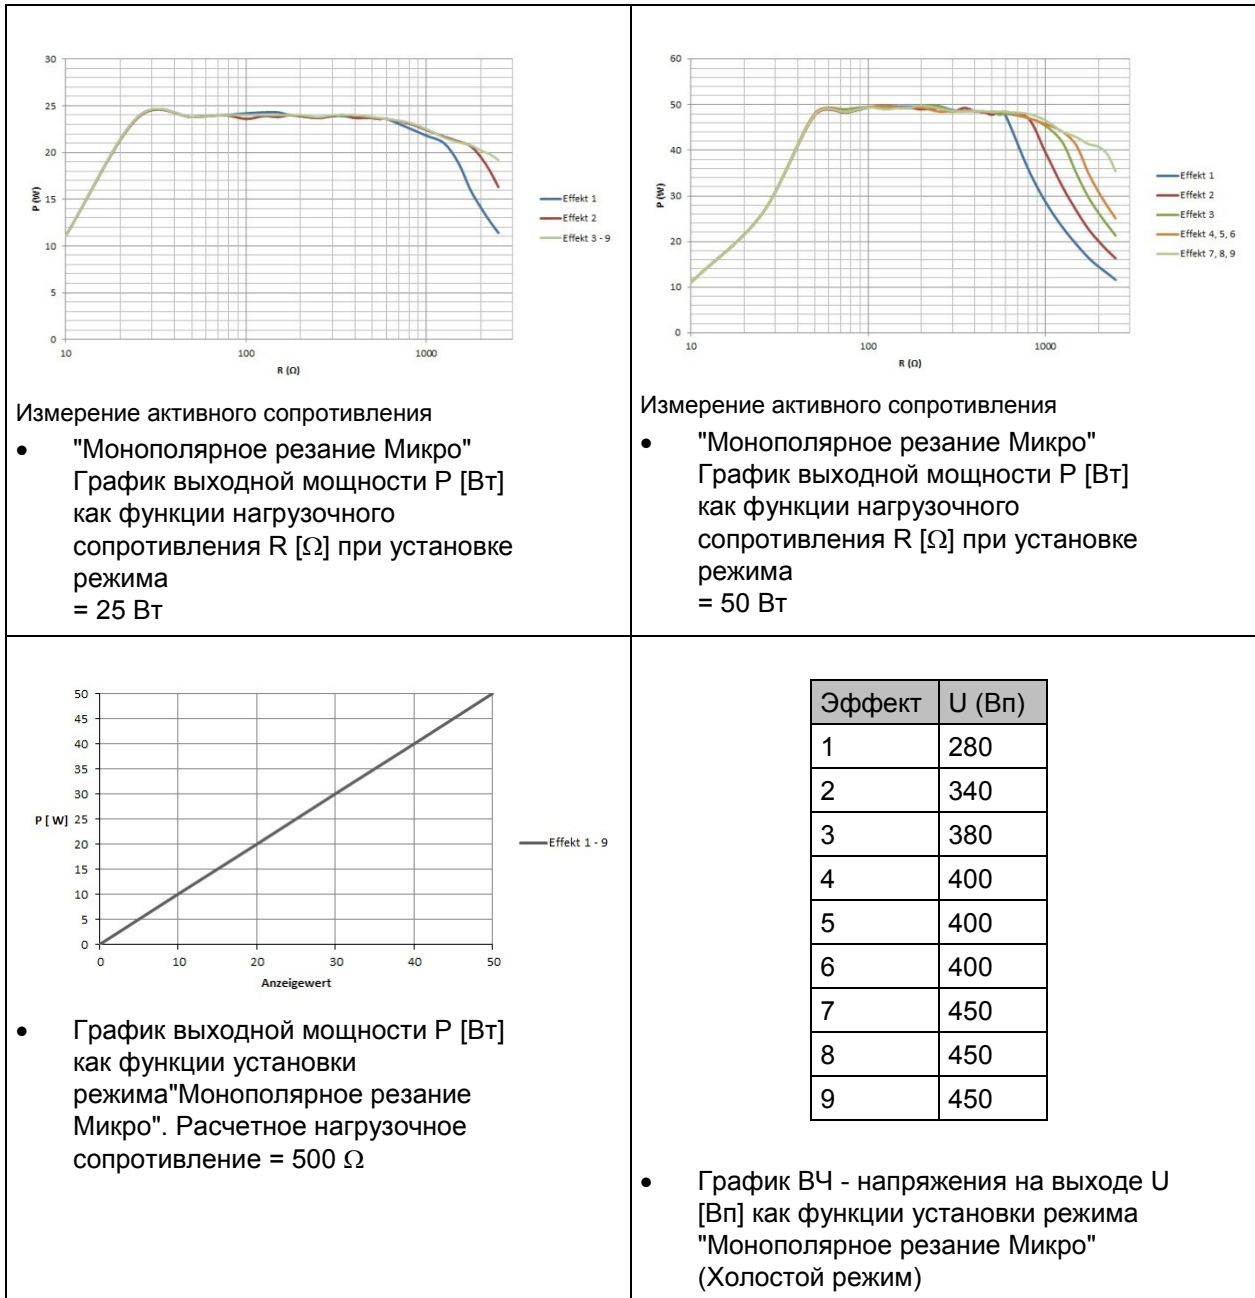 30
25
20
15
10
5
0
P (W)
10
100
1000
R (Ω)
Effekt 1
Effekt 2
Effekt 3 - 9
Измерение активного сопротивления
• "Монополярное резание Микро"
График выходной мощности P [Вт]
как функции нагрузочного
сопротивления R [Ω] при установке
режима
= 25 Вт
60
50
40
30
20
10
0
P (W)
10
100
1000
R (Ω)
Effekt 1
Effekt 2
Effekt 3
Effekt 4, 5, 6
Effekt 7, 8, 9
Измерение активного сопротивления
• "Монополярное резание Микро"
График выходной мощности P [Вт]
как функции нагрузочного
сопротивления R [Ω] при установке
режима
= 50 Вт
50
45
40
35
30
P [ W] 25
20
15
10
5
0
0 10 20 30 40 50
Anzeigewert
Effekt 1 - 9
• График выходной мощности P [Вт]
как функции установки
режима"Монополярное резание
Микро". Расчетное нагрузочное
сопротивление = 500 Ω
Эффект U (Вп)
1 280
2 340
3 380
4 400
5 400
6 400
7 450
8 450
9 450
• График ВЧ - напряжения на выходе U
[Вп] как функции установки режима
"Монополярное резание Микро"
(Холостой режим)